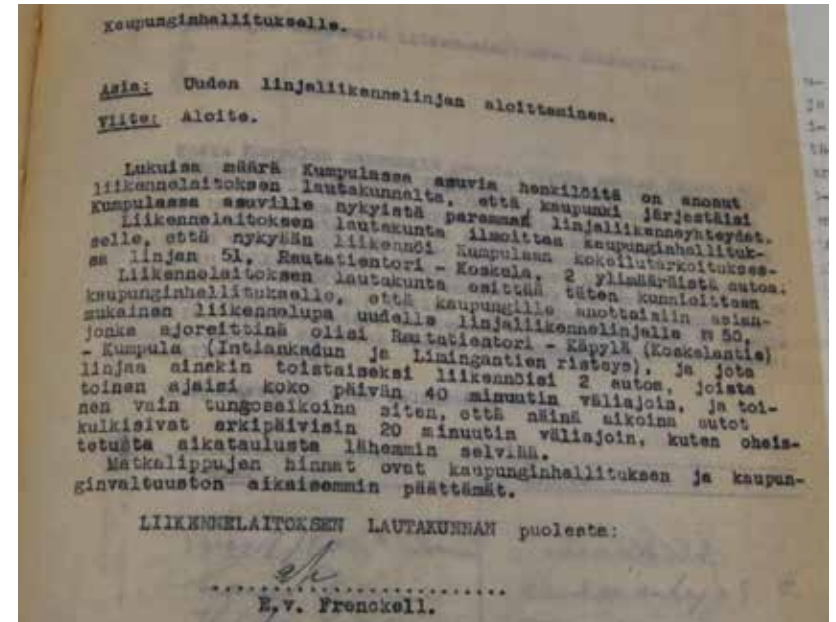 Kaupunginhallitukselle.
Asia: Uuden linjaliikennelinjan aloittaminen.
Viite: Aloite.
Lukuisa määrä Kumpulassa asuvia henkilöitä on anonut
liikennelaitoksen lautakunnalta, että kaupunki järjestäisi
Kumpulassa asuville nykyistä paremmat linjaliikenneyhteydet.
Liikennelaitoksen lautakunta ilmoittaa kaupunginhallituk-
selle, että nykyään liikennöi Kumpulaan kokeilutarkoitukses-
sa linjan 51, Rautatientori - Koskela, 2 ylimääräistä autoa.
Liikennelaitoksen lautakunta esittää täten kunnioittaen
kaupunginhallitukselle, että kaupungille anottaisiin asian-
mukainen liikennelupa uudelle linjaliikennelinjalle N 50,
jonka ajoreittinä olisi Rautatientori - Käpylä (Koskelantie)
- Kumpula (Intiankadun ja Limingantien risteys), ja jota
linjaa ainakin toistaiseksi liikennöisi 2 autoa, joista
toinen ajaisi koko päivän 40 minuutin väliajoin, ja toi-
nen vain tungosaikoina siten, että näinä aikoina autot
kulkisivat arkipäivisin 20 minuutin väliajoin, kuten oheis-
tetusta aikataulusta lähemmin selviää.
Matkalippujen hinnat ovat kaupunginhallituksen ja kaupun-
ginvaltuuston aikaisemmin päättämät.
LIIKENNELAITOKSEN LAUTAKUNNAN puolesta:
E.v. Frenckell.